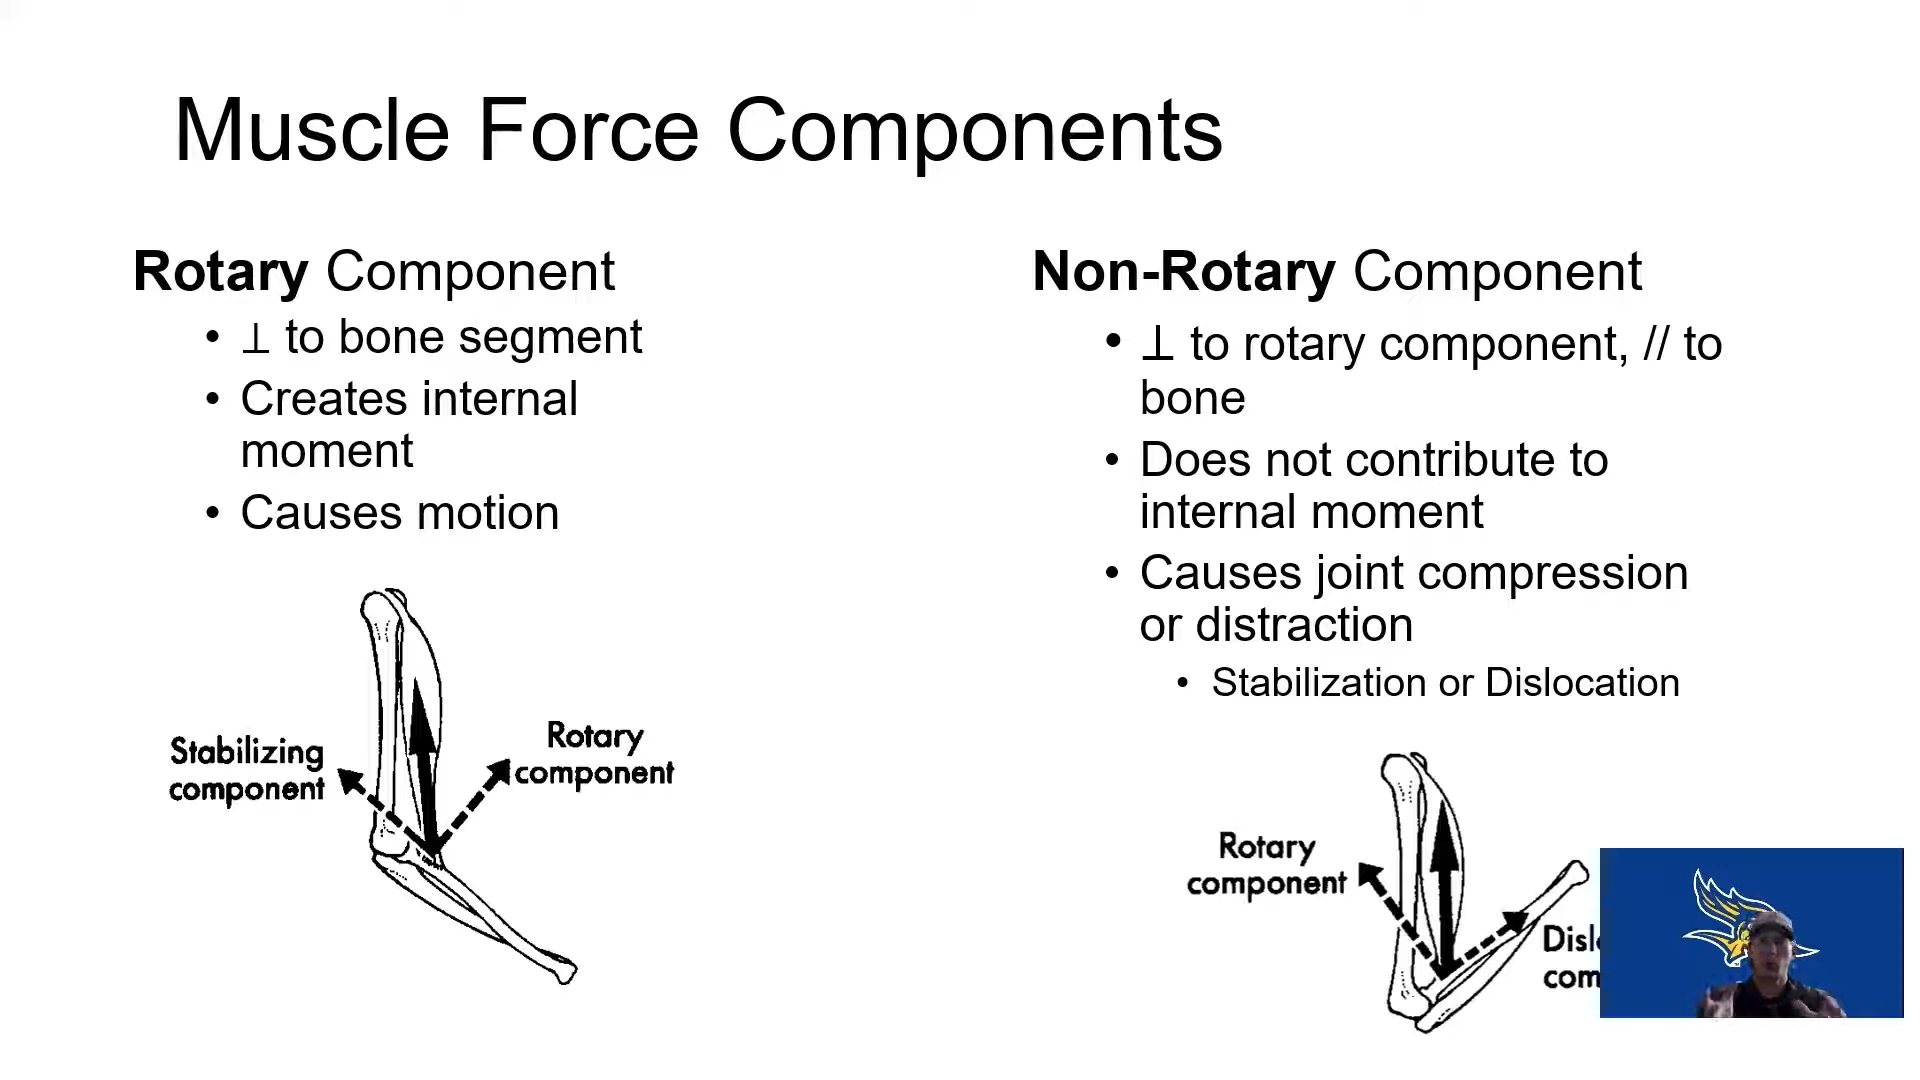 Muscle Force Components
Rotary Component
• ⊥ to bone segment
• Creates internal
moment
• Causes motion
Stabilizing
component
Rotary
component
Non-Rotary Component
• ⊥ to rotary component, // to
bone
• Does not contribute to
internal moment
• Causes joint compression
or distraction
• Stabilization or Dislocation
Rotary
component